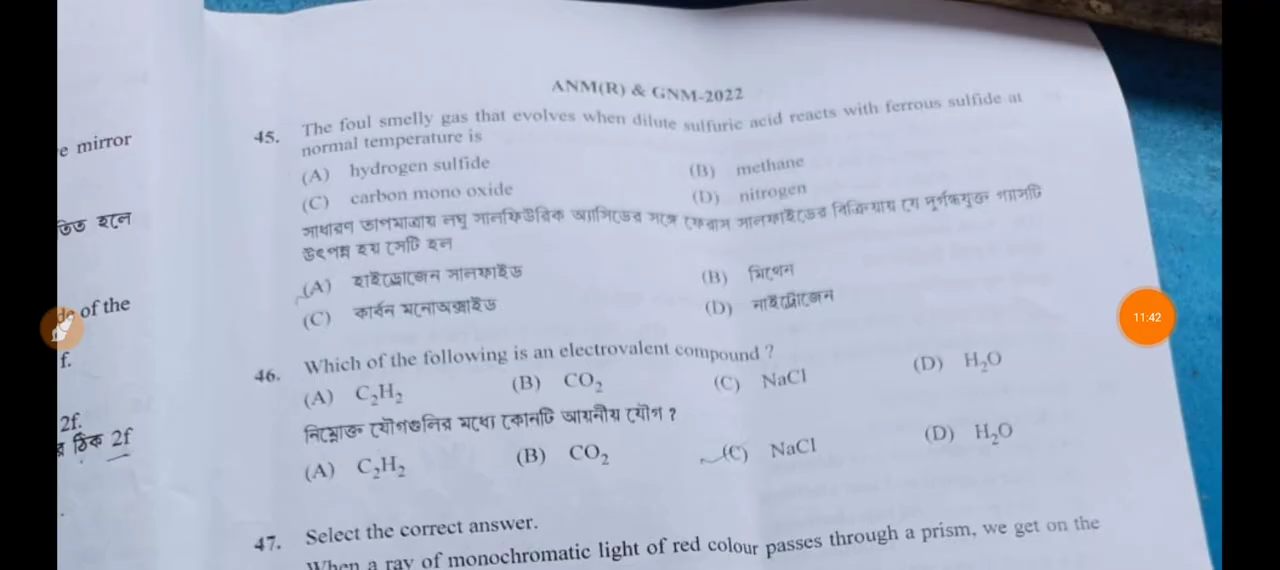 ANM(R) & GNM-2022
e mirror
45. The foul smelly gas that evolves when dilute sulfuric acid reacts with ferrous sulfide at
normal temperature is
(A) hydrogen sulfide (B) methane
(C) carbon mono oxide (D) nitrogen
তিত হলে
সাধারণ তাপমাত্রায় লঘু সালফিউরিক অ্যাসিডের সঙ্গে ফেরাস সালফাইডের বিক্রিয়ায় যে দুর্গন্ধযুক্ত গ্যাসটি
উৎপন্ন হয় সেটি হল
(A) হাইড্রোজেন সালফাইড (B) মিথেন
(C) কার্বন মনোঅক্সাইড (D) নাইট্রোজেন
de of the
11:42
f.
46. Which of the following is an electrovalent compound ?
(A) C₂H₂ (B) CO₂ (C) NaCl (D) H₂O
2f.
নিম্নোক্ত যৌগগুলির মধ্যে কোনটি আয়নীয় যৌগ ?
র ঠিক 2f
(A) C₂H₂ (B) CO₂ (C) NaCl (D) H₂O
47. Select the correct answer.
When a ray of monochromatic light of red colour passes through a prism, we get on the